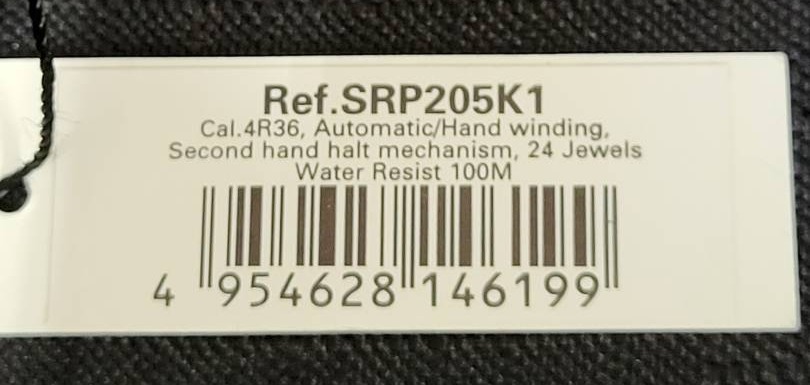 Ref.SRP205K1
Cal.4R36, Automatic/Hand winding,
Second hand halt mechanism, 24 Jewels
Water Resist 100M
4 954628 146199